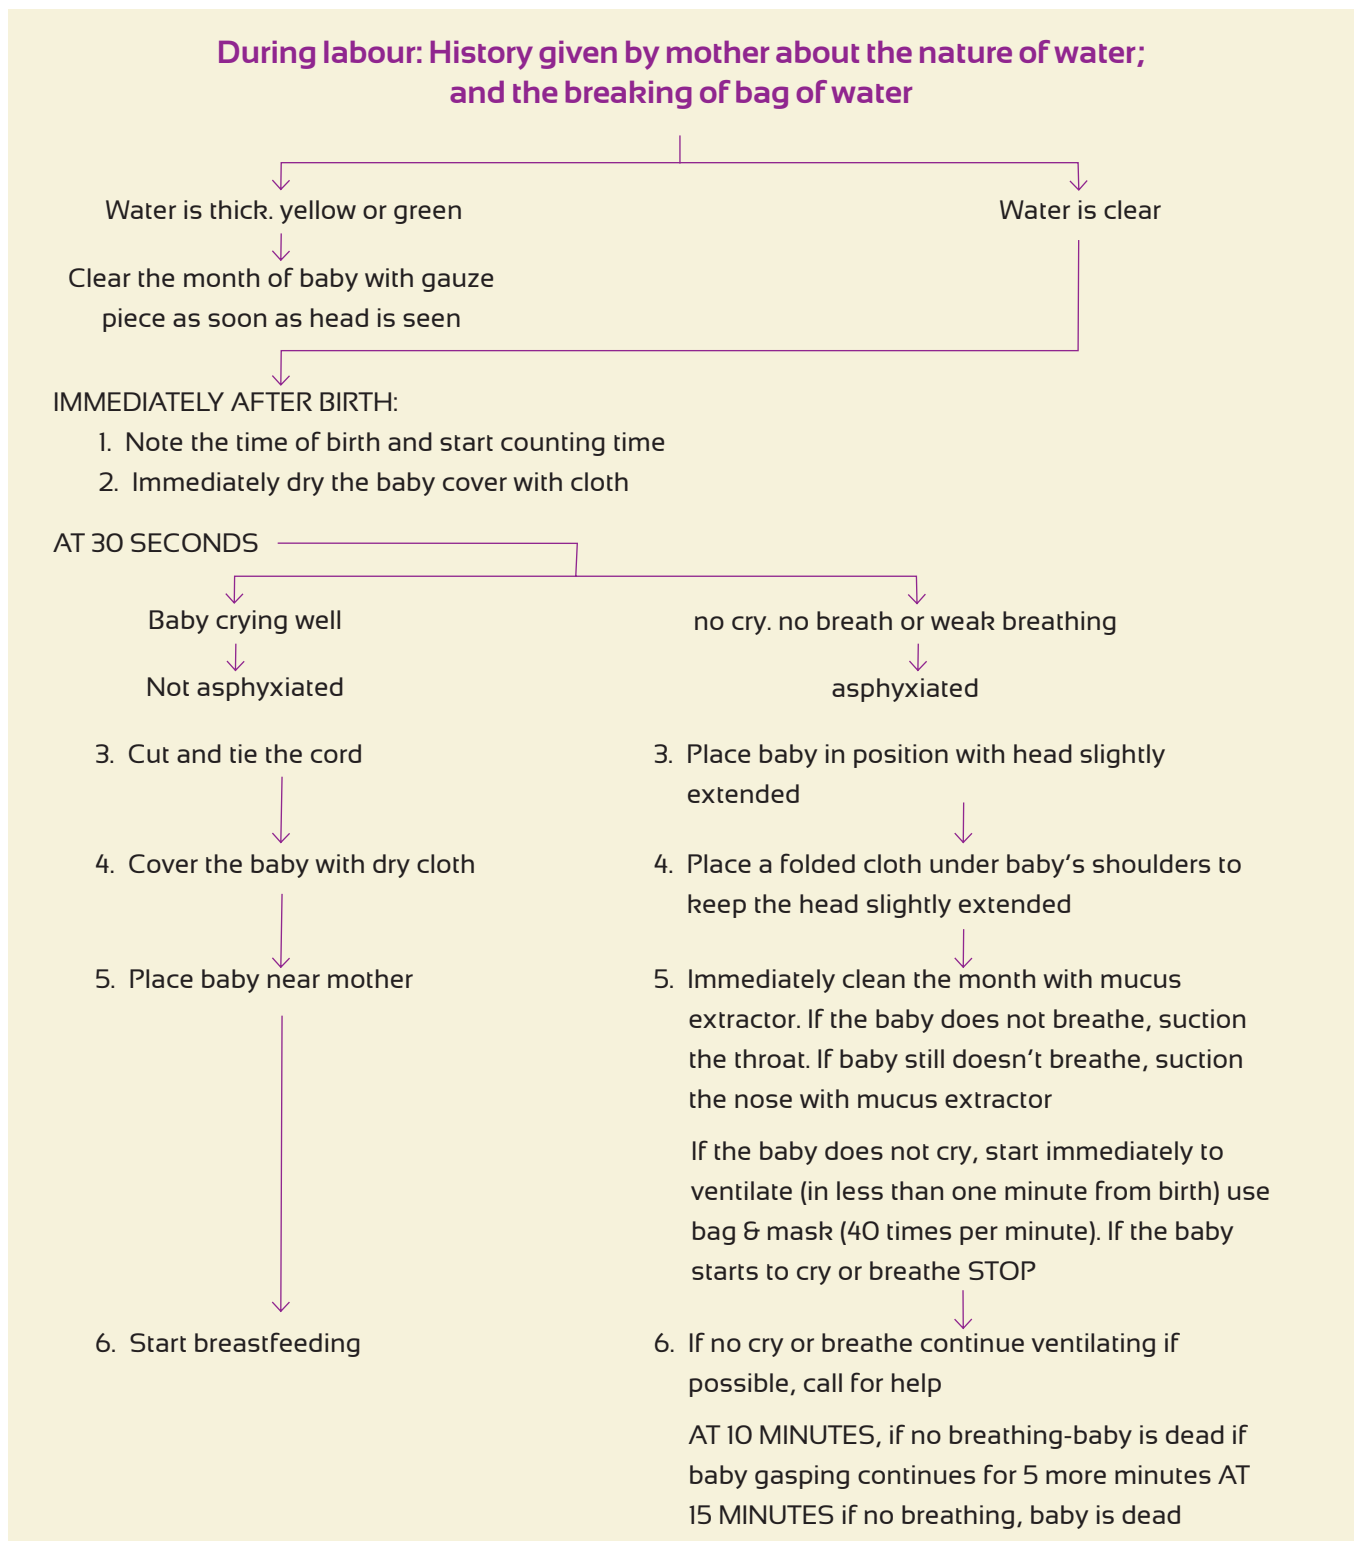 During labour: History given by mother about the nature of water;
and the breaking of bag of water
Water is thick. yellow or green
Water is clear
Clear the month of baby with gauze
piece as soon as head is seen
IMMEDIATELY AFTER BIRTH:
1. Note the time of birth and start counting time
2. Immediately dry the baby cover with cloth
AT 30 SECONDS
Baby crying well
Not asphyxiated
3. Cut and tie the cord
4. Cover the baby with dry cloth
5. Place baby near mother
6. Start breastfeeding
no cry. no breath or weak breathing
asphyxiated
3. Place baby in position with head slightly
extended
4. Place a folded cloth under baby's shoulders to
keep the head slightly extended
5. Immediately clean the month with mucus
extractor. If the baby does not breathe, suction
the throat. If baby still doesn't breathe, suction
the nose with mucus extractor
If the baby does not cry, start immediately to
ventilate (in less than one minute from birth) use
bag & mask (40 times per minute). If the baby
starts to cry or breathe STOP
6. If no cry or breathe continue ventilating if
possible, call for help
AT 10 MINUTES, if no breathing-baby is dead if
baby gasping continues for 5 more minutes AT
15 MINUTES if no breathing, baby is dead